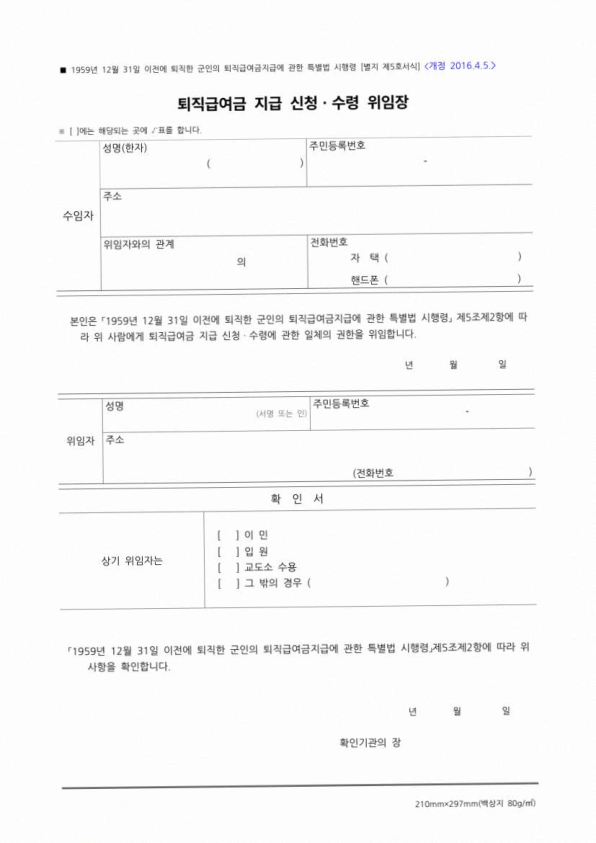 ■ 1959년 12월 31일 이전에 퇴직한 군인의 퇴직급여금지급에 관한 특별법 시행령 [별지 제5호서식] <개정 2016.4.5.>
퇴직급여금 지급 신청ㆍ수령 위임장
※ [ ]에는 해당되는 곳에 √표를 합니다.
수임자
성명(한자)
( )
주민등록번호
-
주소
위임자와의 관계
의
전화번호
자 택 ( )
핸드폰 ( )
본인은 「1959년 12월 31일 이전에 퇴직한 군인의 퇴직급여금지급에 관한 특별법 시행령」 제5조제2항에 따
라 위 사람에게 퇴직급여금 지급 신청ㆍ수령에 관한 일체의 권한을 위임합니다.
년 월 일
위임자
성명
(서명 또는 인)
주민등록번호
-
주소
(전화번호 )
확 인 서
상기 위임자는
[ ] 이 민
[ ] 입 원
[ ] 교도소 수용
[ ] 그 밖의 경우 ( )
「1959년 12월 31일 이전에 퇴직한 군인의 퇴직급여금지급에 관한 특별법 시행령」제5조제2항에 따라 위
사항을 확인합니다.
년 월 일
확인기관의 장
210mm×297mm(백상지 80g/㎡)